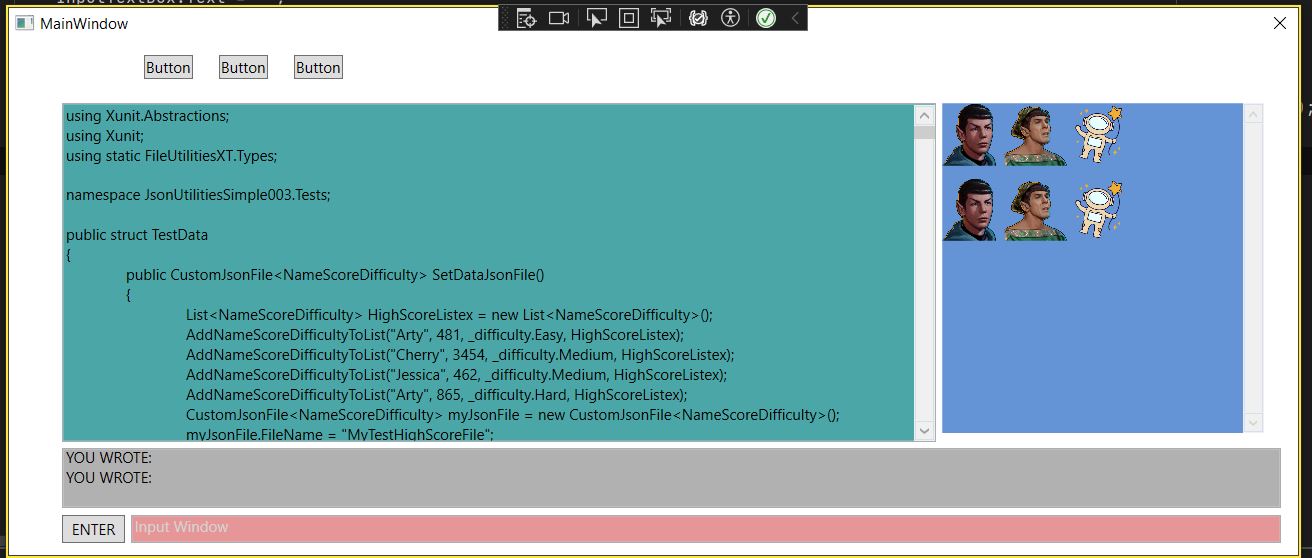 InputTextBox.Text = "";
MainWindow
Button Button Button
using Xunit.Abstractions;
using Xunit;
using static FileUtilitiesXT.Types;
namespace JsonUtilitiesSimple003.Tests;
public struct TestData
{
public CustomJsonFile<NameScoreDifficulty> SetDataJsonFile()
{
List<NameScoreDifficulty> HighScoreListex = new List<NameScoreDifficulty>();
AddNameScoreDifficultyToList("Arty", 481, _difficulty.Easy, HighScoreListex);
AddNameScoreDifficultyToList("Cherry", 3454, _difficulty.Medium, HighScoreListex);
AddNameScoreDifficultyToList("Jessica", 462, _difficulty.Medium, HighScoreListex);
AddNameScoreDifficultyToList("Arty", 865, _difficulty.Hard, HighScoreListex);
CustomJsonFile<NameScoreDifficulty> myJsonFile = new CustomJsonFile<NameScoreDifficulty>();
myJsonFile.FileName = "MyTestHighScoreFile";
YOU WROTE:
YOU WROTE:
ENTER Input Window